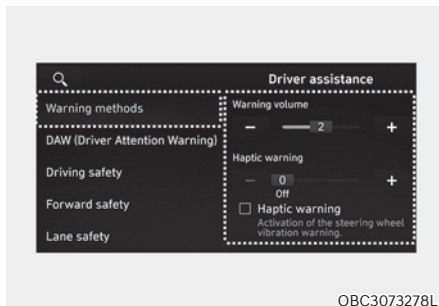 Driver assistance
Warning methods
DAW (Driver Attention Warning)
Driving safety
Forward safety
Lane safety
Warning volume
– 2 +
Haptic warning
– 0 +
Off
Haptic warning
Activation of the steering wheel
vibration warning.
OBC3073278L